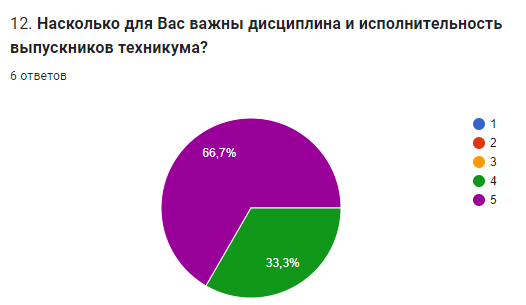 12. Насколько для Вас важны дисциплина и исполнительность
выпускников техникума?
6 ответов
66,7%
33,3%
1
2
3
4
5